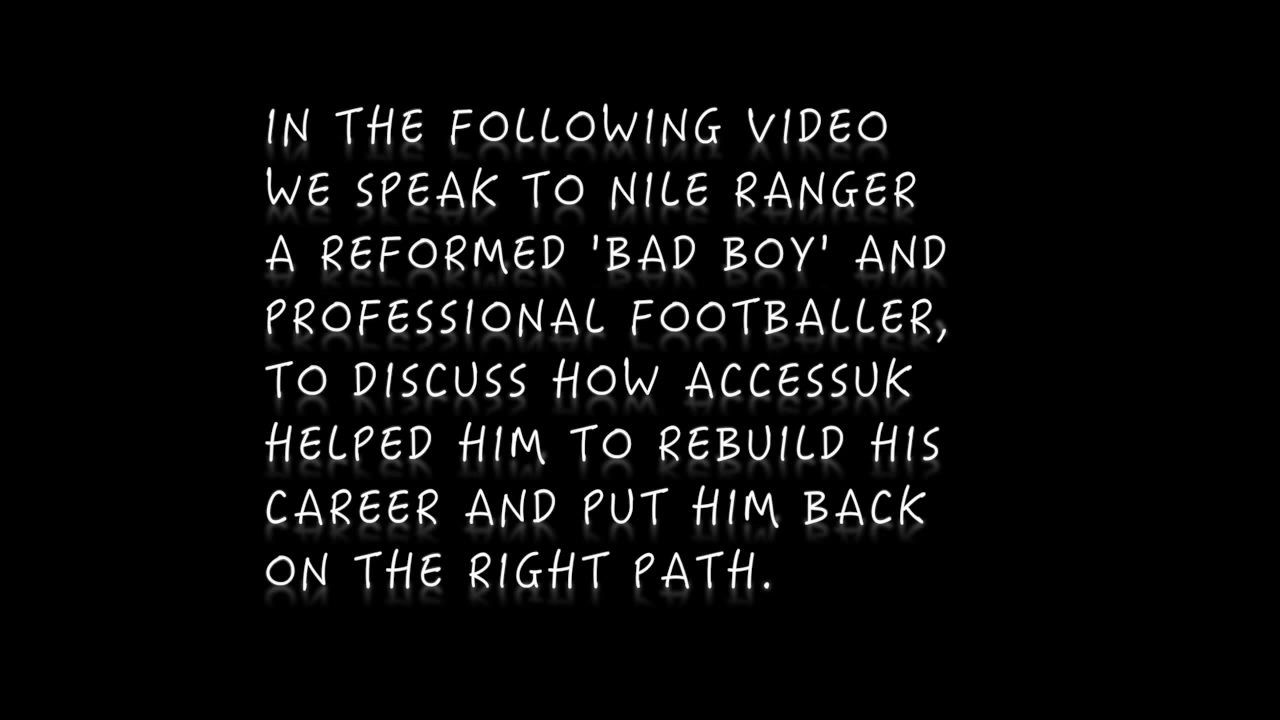 IN THE FOLLOWING VIDEO
WE SPEAK TO NILE RANGER
A REFORMED 'BAD BOY' AND
PROFESSIONAL FOOTBALLER,
TO DISCUSS HOW ACCESSUK
HELPED HIM TO REBUILD HIS
CAREER AND PUT HIM BACK
ON THE RIGHT PATH.